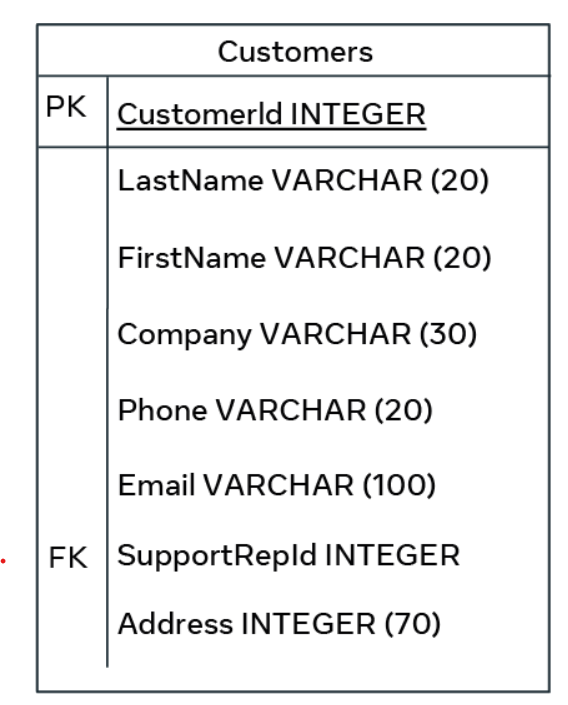 Customers
PK CustomerId INTEGER
LastName VARCHAR (20)
FirstName VARCHAR (20)
Company VARCHAR (30)
Phone VARCHAR (20)
Email VARCHAR (100)
FK SupportRepId INTEGER
Address INTEGER (70)